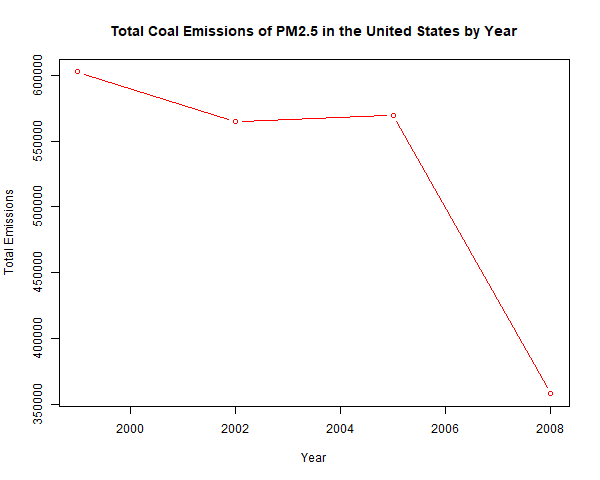 Total Coal Emissions of PM2.5 in the United States by Year
Total Emissions
600000
550000
500000
450000
400000
350000
2000 2002 2004 2006 2008
Year